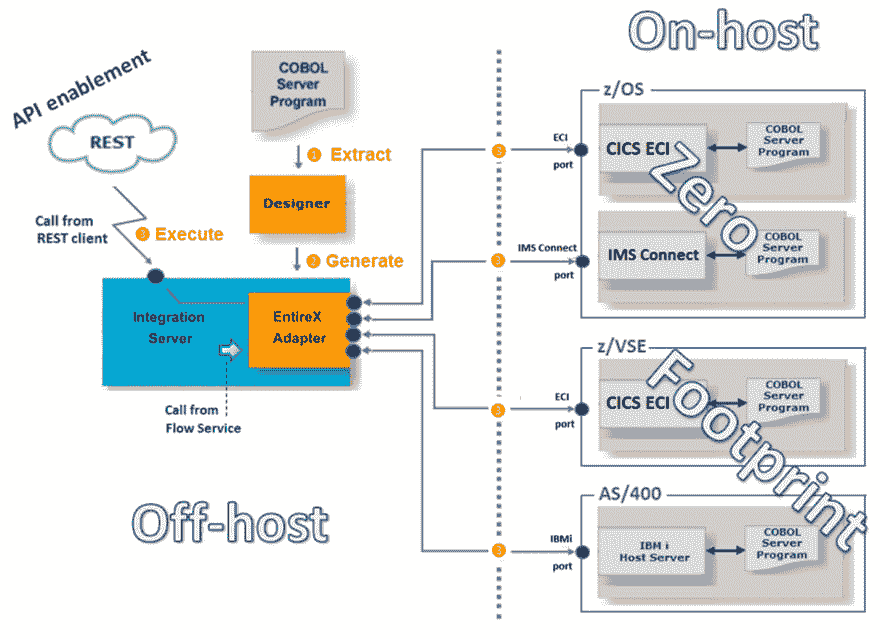 On-host
API enablement
REST
COBOL
Server
Program
1 Extract
Designer
Call from
REST client
3 Execute
2 Generate
Integration
Server
EntireX
Adapter
Call from
Flow Service
Off-host
3
3
3
3
z/OS
ECI
port
CICS ECI
COBOL
Server
Program
IMS Connect
port
IMS Connect
COBOL
Server
Program
z/VSE
ECI
port
CICS ECI
COBOL
Server
Program
AS/400
IBMi
port
IBM i
Host Server
COBOL
Server
Program
Zero
Footprint